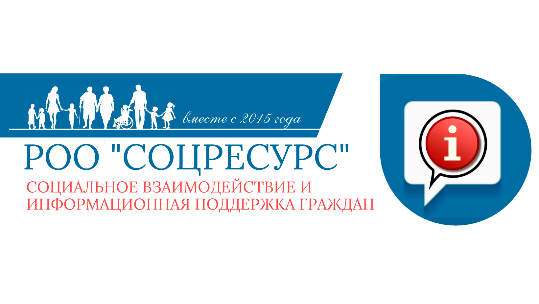 вместе с 2015 года
РОО "СОЦРЕСУРС"
СОЦИАЛЬНОЕ ВЗАИМОДЕЙСТВИЕ И
ИНФОРМАЦИОННАЯ ПОДДЕРЖКА ГРАЖДАН
i